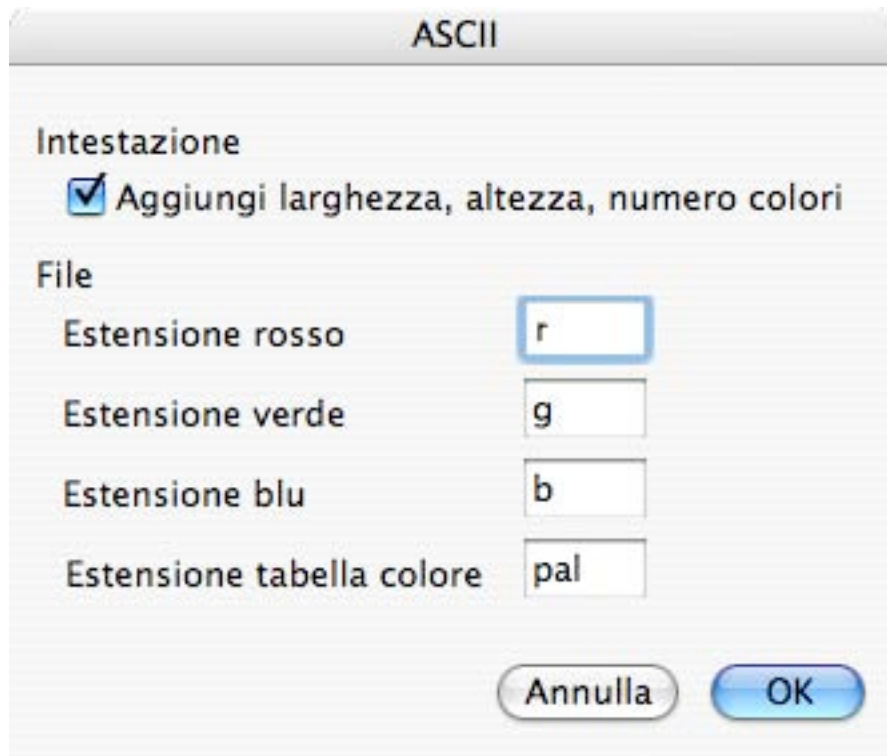 ASCII
Intestazione
Aggiungi larghezza, altezza, numero colori
File
Estensione rosso r
Estensione verde g
Estensione blu b
Estensione tabella colore pal
Annulla OK